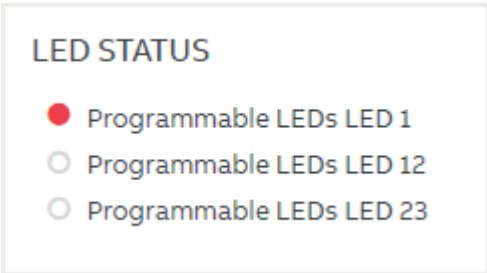 LED STATUS
Programmable LEDs LED 1
Programmable LEDs LED 12
Programmable LEDs LED 23